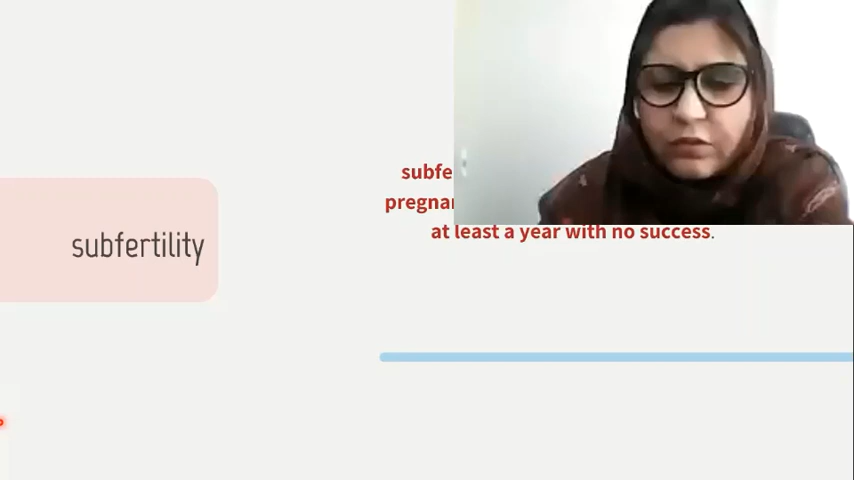 subfertility
at least a year with no success.